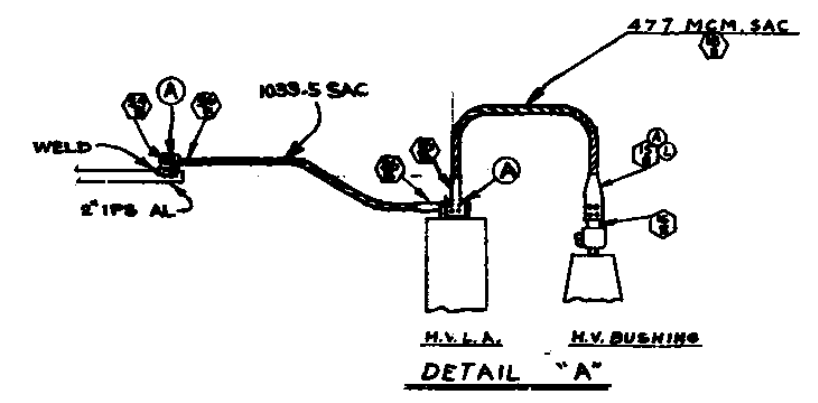 477 MCM, SAC
1033.5 SAC
A
WELD
A
L
A
2" IPS AL
H.V.L.A.
H.V. BUSHING
DETAIL "A"